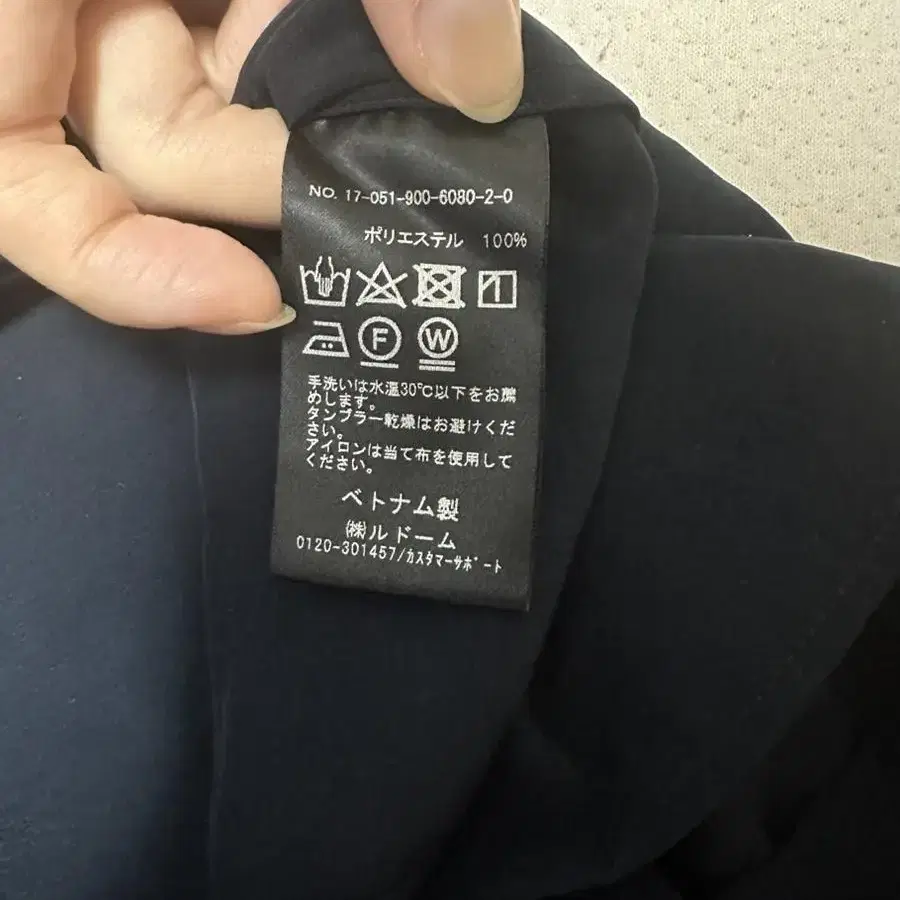 NO. 17-051-900-6080-2-0
ポリエステル 100%
F W
手洗いは水温30℃以下をお薦
めします。
タンブラー乾燥はお避けくだ
さい。
アイロンは当て布を使用して
ください。
ベトナム製
㈱ルドーム
0120-301457/カスタマーサポート